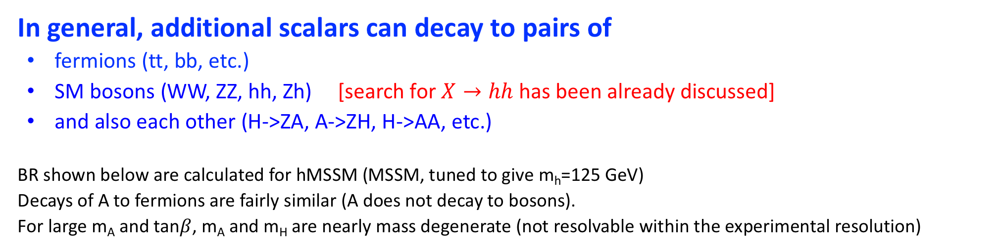 In general, additional scalars can decay to pairs of
• fermions (tt, bb, etc.)
• SM bosons (WW, ZZ, hh, Zh) [search for X → hh has been already discussed]
• and also each other (H->ZA, A->ZH, H->AA, etc.)
BR shown below are calculated for hMSSM (MSSM, tuned to give mh=125 GeV)
Decays of A to fermions are fairly similar (A does not decay to bosons).
For large mA and tanβ, mA and mH are nearly mass degenerate (not resolvable within the experimental resolution)